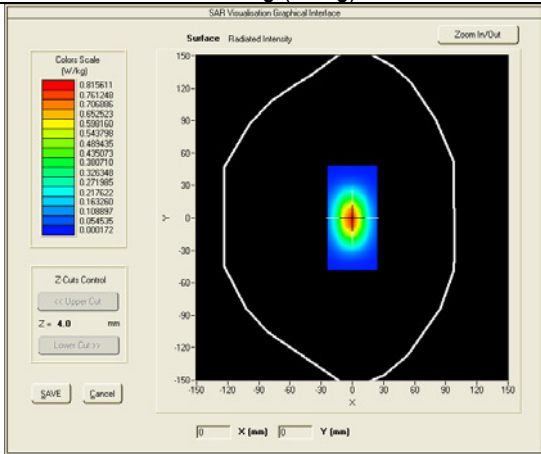 SAR Visualisation Graphical Interface
Surface Radiated Intensity
Zoom In/Out
Colors Scale
(W/kg)
0.815611
0.761248
0.706886
0.652523
0.598160
0.543798
0.489435
0.435073
0.380710
0.326348
0.271985
0.217622
0.163260
0.108897
0.054535
0.000172
150
120
90
60
30
0
-30
-60
-90
-120
-150
Y
-150 -120 -90 -60 -30 0 30 60 90 120 150
X
Z Cuts Control
<< Upper Cut
Z = 4.0 mm
Lower Cut >>
SAVE Cancel
0 X (mm) 0 Y (mm)